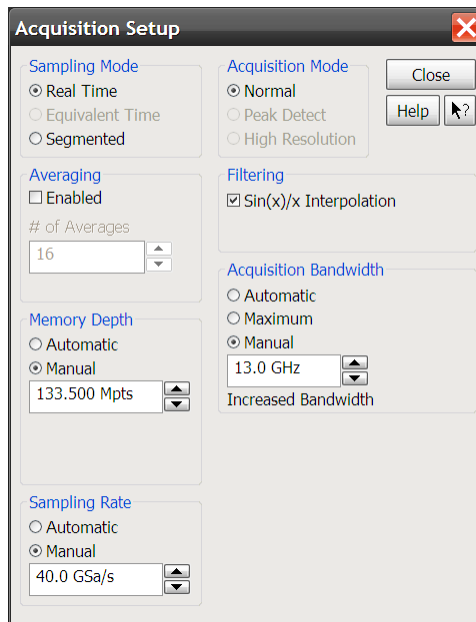 Acquisition Setup
Sampling Mode
Real Time
Equivalent Time
Segmented
Acquisition Mode
Normal
Peak Detect
High Resolution
Close
Help
?
Averaging
Enabled
# of Averages
16
Filtering
Sin(x)/x Interpolation
Acquisition Bandwidth
Automatic
Maximum
Manual
13.0 GHz
Increased Bandwidth
Memory Depth
Automatic
Manual
133.500 Mpts
Sampling Rate
Automatic
Manual
40.0 GSa/s